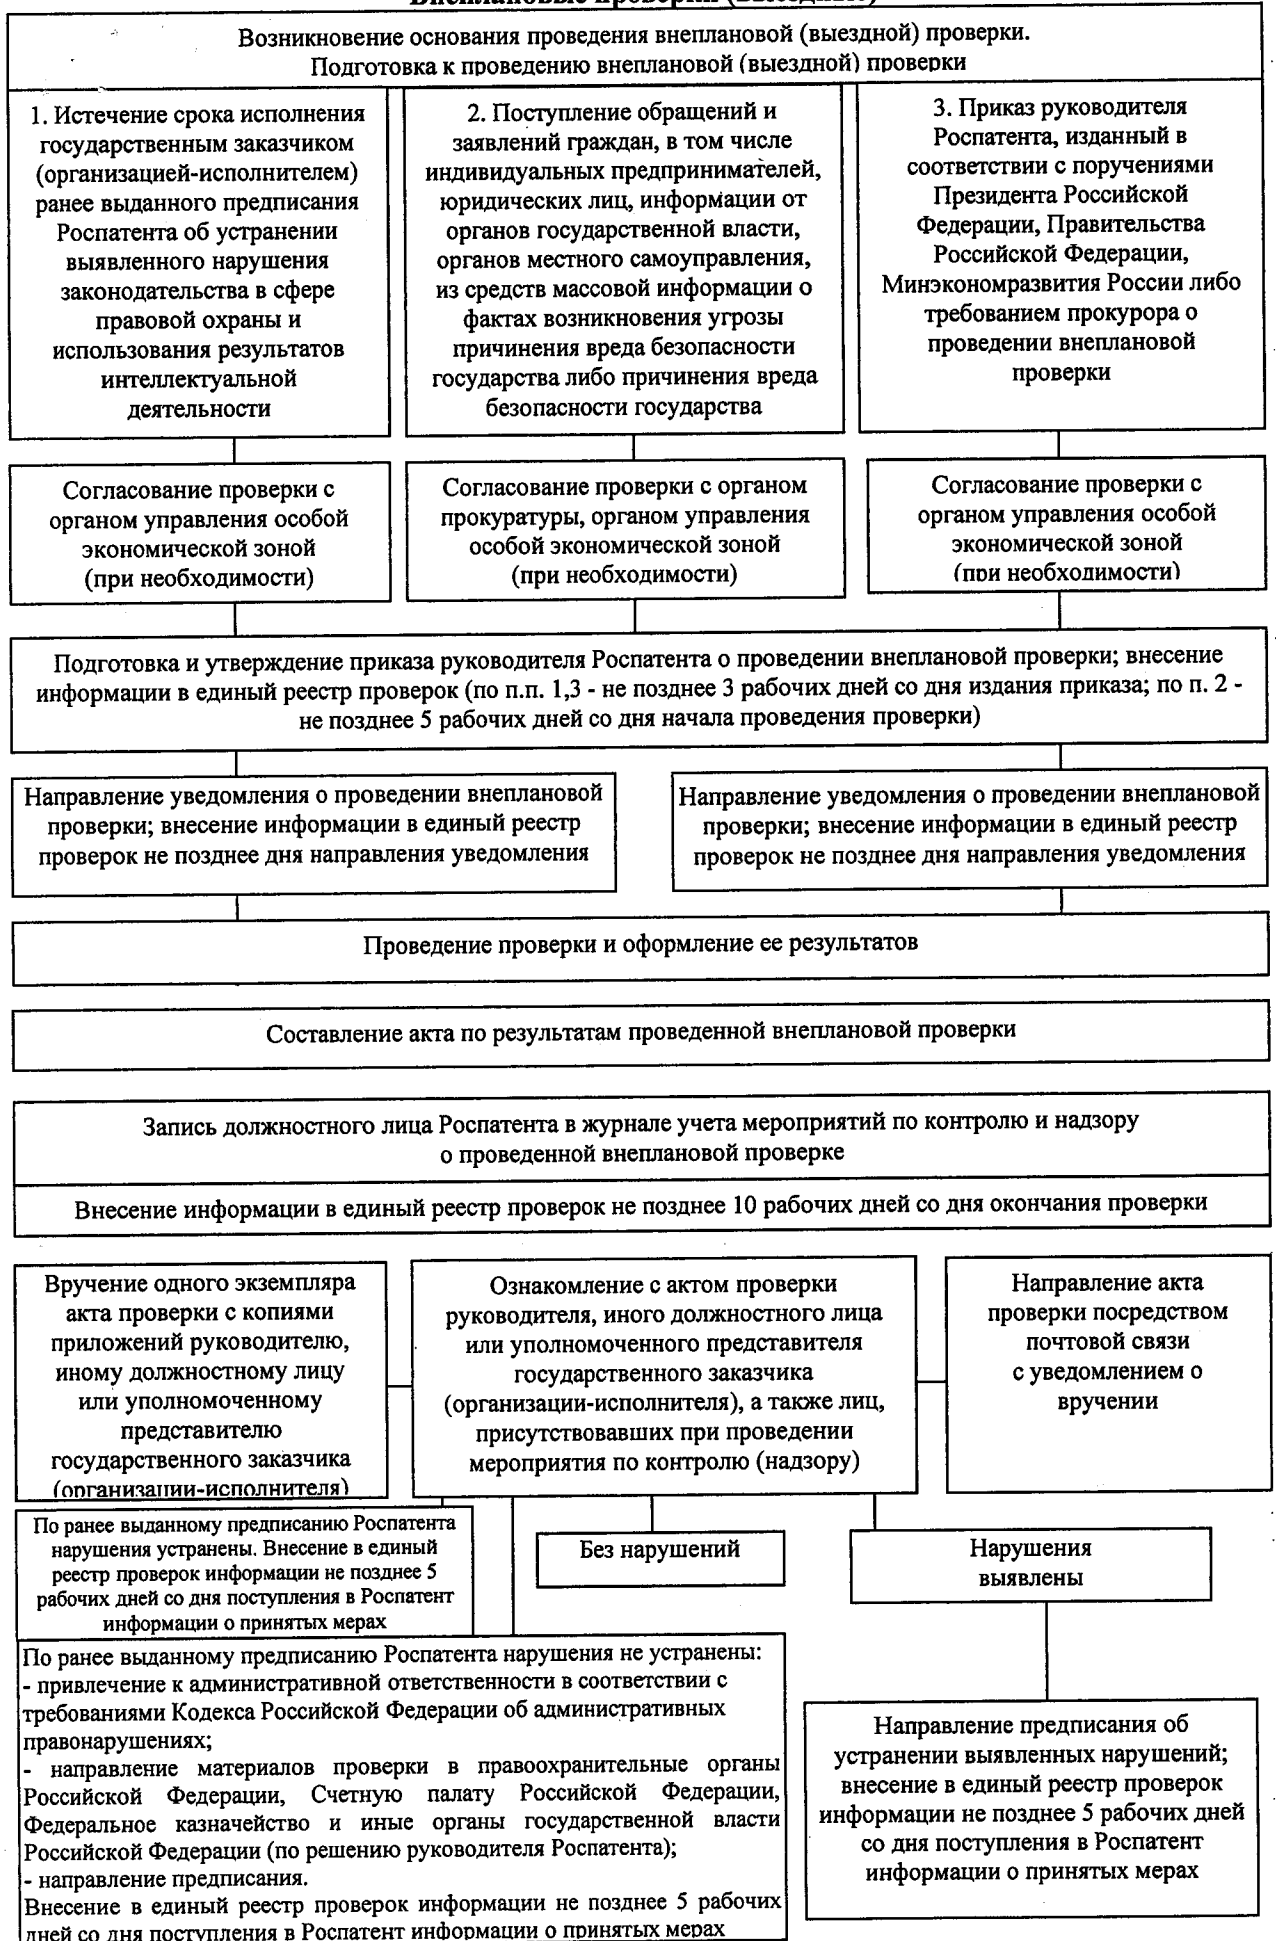 Внеплановые проверки (выездные)
Возникновение основания проведения внеплановой (выездной) проверки.
Подготовка к проведению внеплановой (выездной) проверки
1. Истечение срока исполнения
государственным заказчиком
(организацией-исполнителем)
ранее выданного предписания
Роспатента об устранении
выявленного нарушения
законодательства в сфере
правовой охраны и
использования результатов
интеллектуальной
деятельности
2. Поступление обращений и
заявлений граждан, в том числе
индивидуальных предпринимателей,
юридических лиц, информации от
органов государственной власти,
органов местного самоуправления,
из средств массовой информации о
фактах возникновения угрозы
причинения вреда безопасности
государства либо причинения вреда
безопасности государства
3. Приказ руководителя
Роспатента, изданный в
соответствии с поручениями
Президента Российской
Федерации, Правительства
Российской Федерации,
Минэкономразвития России либо
требованием прокурора о
проведении внеплановой
проверки
Согласование проверки с
органом управления особой
экономической зоной
(при необходимости)
Согласование проверки с органом
прокуратуры, органом управления
особой экономической зоной
(при необходимости)
Согласование проверки с
органом управления особой
экономической зоной
(при необходимости)
Подготовка и утверждение приказа руководителя Роспатента о проведении внеплановой проверки; внесение
информации в единый реестр проверок (по п.п. 1,3 - не позднее 3 рабочих дней со дня издания приказа; по п. 2 -
не позднее 5 рабочих дней со дня начала проведения проверки)
Направление уведомления о проведении внеплановой
проверки; внесение информации в единый реестр
проверок не позднее дня направления уведомления
Направление уведомления о проведении внеплановой
проверки; внесение информации в единый реестр
проверок не позднее дня направления уведомления
Проведение проверки и оформление ее результатов
Составление акта по результатам проведенной внеплановой проверки
Запись должностного лица Роспатента в журнале учета мероприятий по контролю и надзору
о проведенной внеплановой проверке
Внесение информации в единый реестр проверок не позднее 10 рабочих дней со дня окончания проверки
Вручение одного экземпляра
акта проверки с копиями
приложений руководителю,
иному должностному лицу
или уполномоченному
представителю
государственного заказчика
(организации-исполнителя)
Ознакомление с актом проверки
руководителя, иного должностного лица
или уполномоченного представителя
государственного заказчика
(организации-исполнителя), а также лиц,
присутствовавших при проведении
мероприятия по контролю (надзору)
Направление акта
проверки посредством
почтовой связи
с уведомлением о
вручении
По ранее выданному предписанию Роспатента
нарушения устранены. Внесение в единый
реестр проверок информации не позднее 5
рабочих дней со дня поступления в Роспатент
информации о принятых мерах
Без нарушений
Нарушения
выявлены
По ранее выданному предписанию Роспатента нарушения не устранены:
- привлечение к административной ответственности в соответствии с
требованиями Кодекса Российской Федерации об административных
правонарушениях;
- направление материалов проверки в правоохранительные органы
Российской Федерации, Счетную палату Российской Федерации,
Федеральное казначейство и иные органы государственной власти
Российской Федерации (по решению руководителя Роспатента);
- направление предписания.
Внесение в единый реестр проверок информации не позднее 5 рабочих
дней со дня поступления в Роспатент информации о принятых мерах
Направление предписания об
устранении выявленных нарушений;
внесение в единый реестр проверок
информации не позднее 5 рабочих дней
со дня поступления в Роспатент
информации о принятых мерах